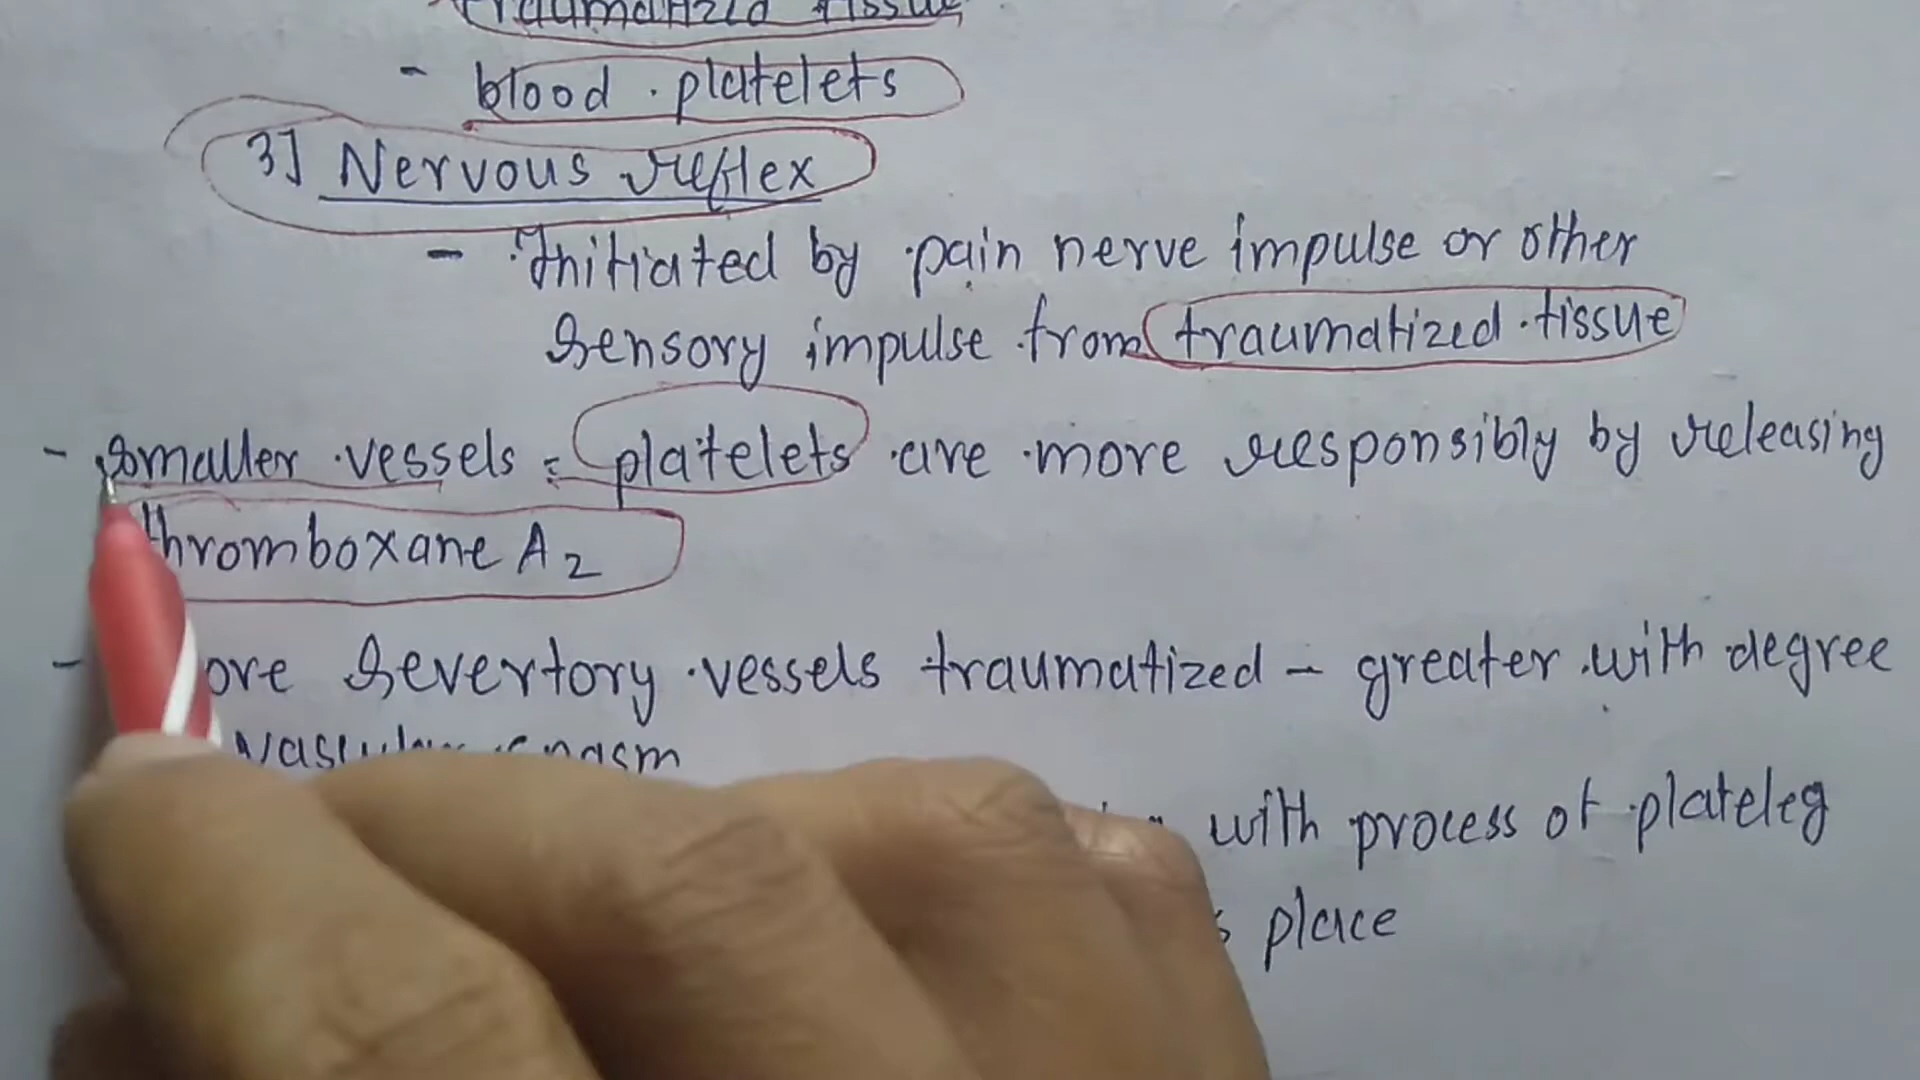 traumatized tissue
- blood platelets
3] Nervous reflex
- Initiated by pain nerve impulse or other
sensory impulse from traumatized tissue
- smaller vessels = platelets are more responsibly by releasing
thromboxane A2
- severtory vessels traumatized - greater with degree
with process of plateleg
place